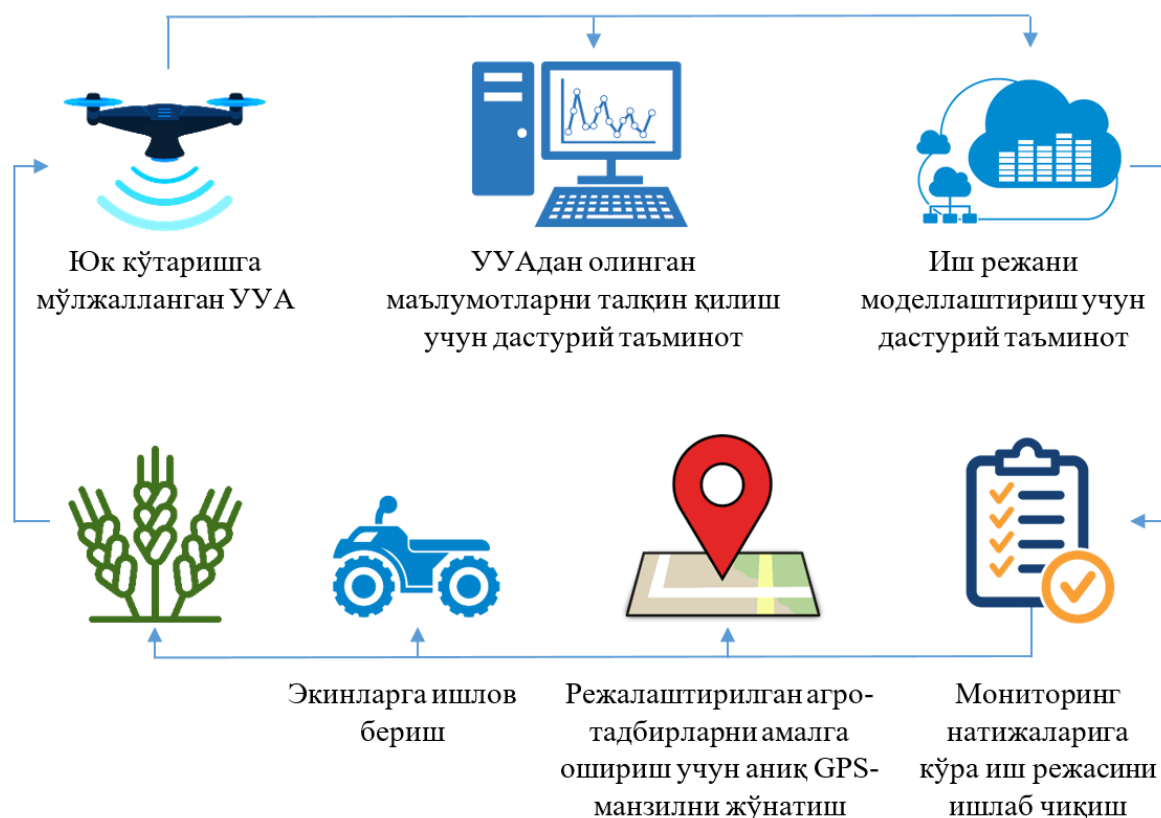 Юк кўтаришга
мўлжалланган УУА
УУАдан олинган
маълумотларни талқин қилиш
учун дастурий таъминот
Иш режани
моделлаштириш учун
дастурий таъминот
Экинларга ишлов
бериш
Режалаштирилган агро-
тадбирларни амалга
ошириш учун аниқ GPS-
манзилни жўнатиш
Мониторинг
натижаларига
кўра иш режасини
ишлаб чиқиш